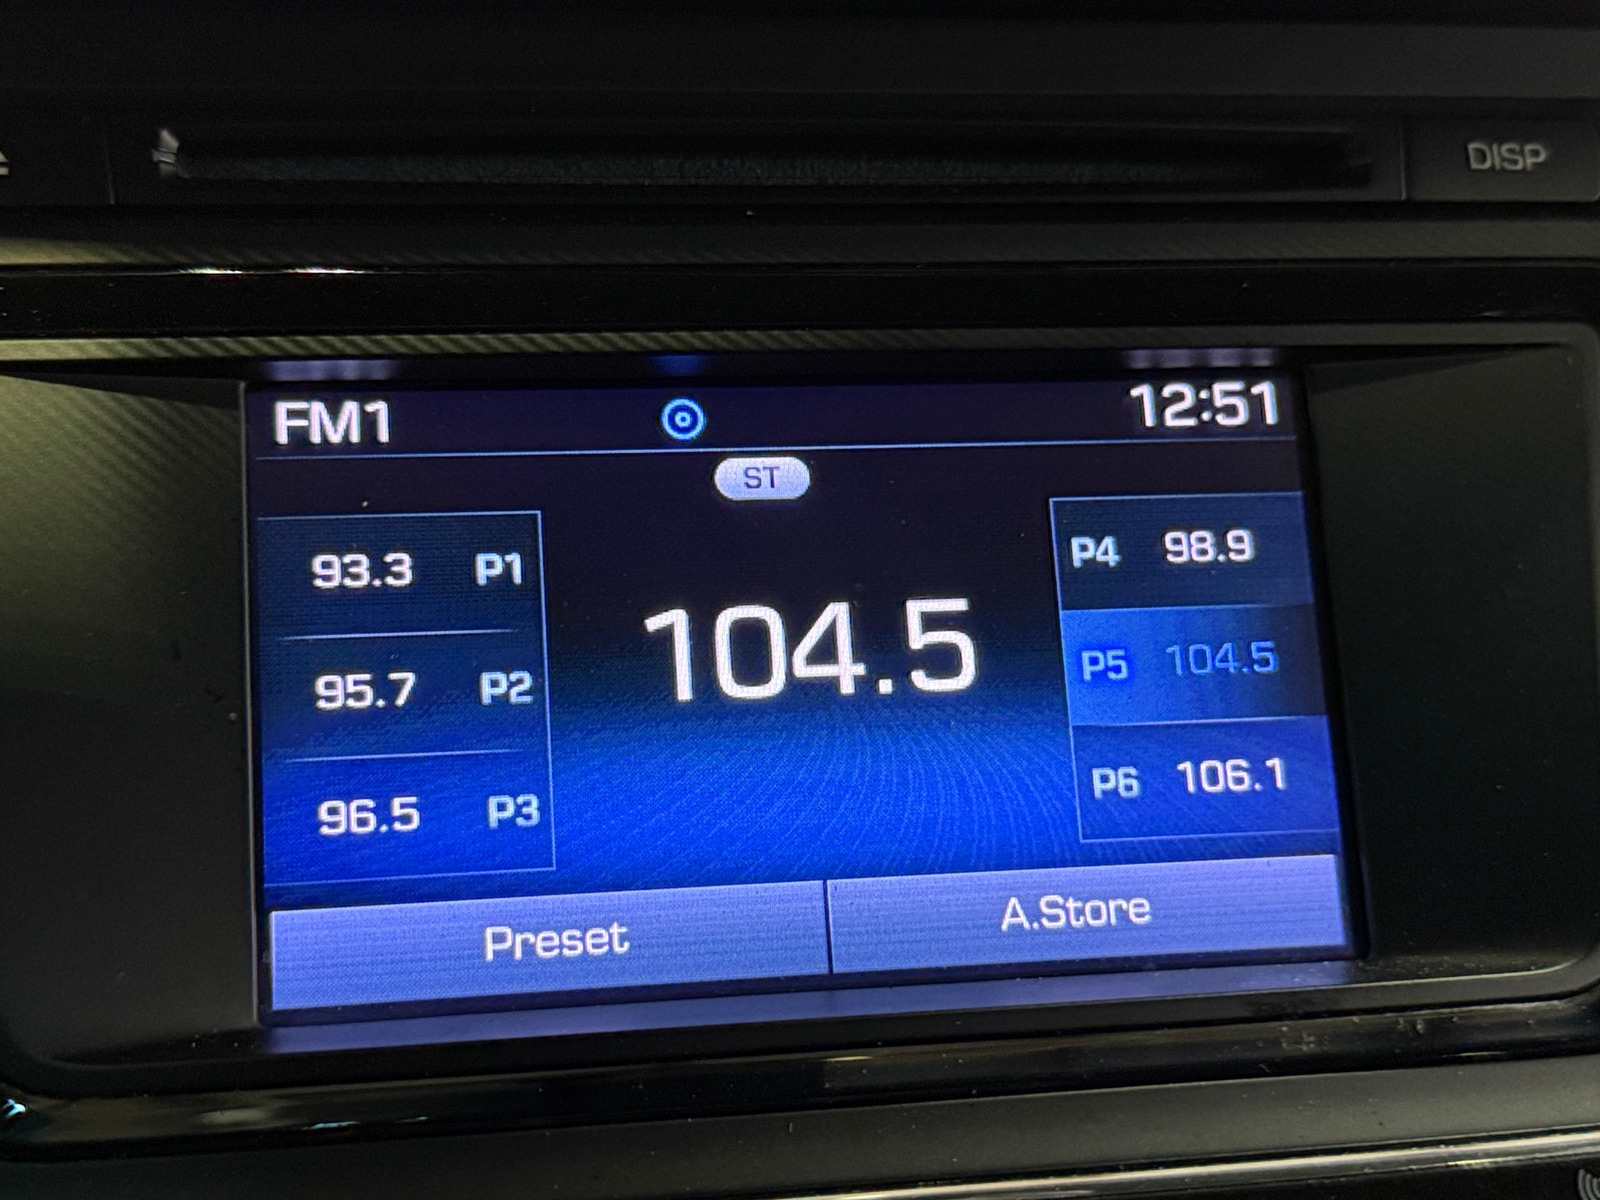 DISP
FM1 12:51
ST
93.3 P1
95.7 P2
96.5 P3
104.5
P4 98.9
P5 104.5
P6 106.1
Preset A.Store